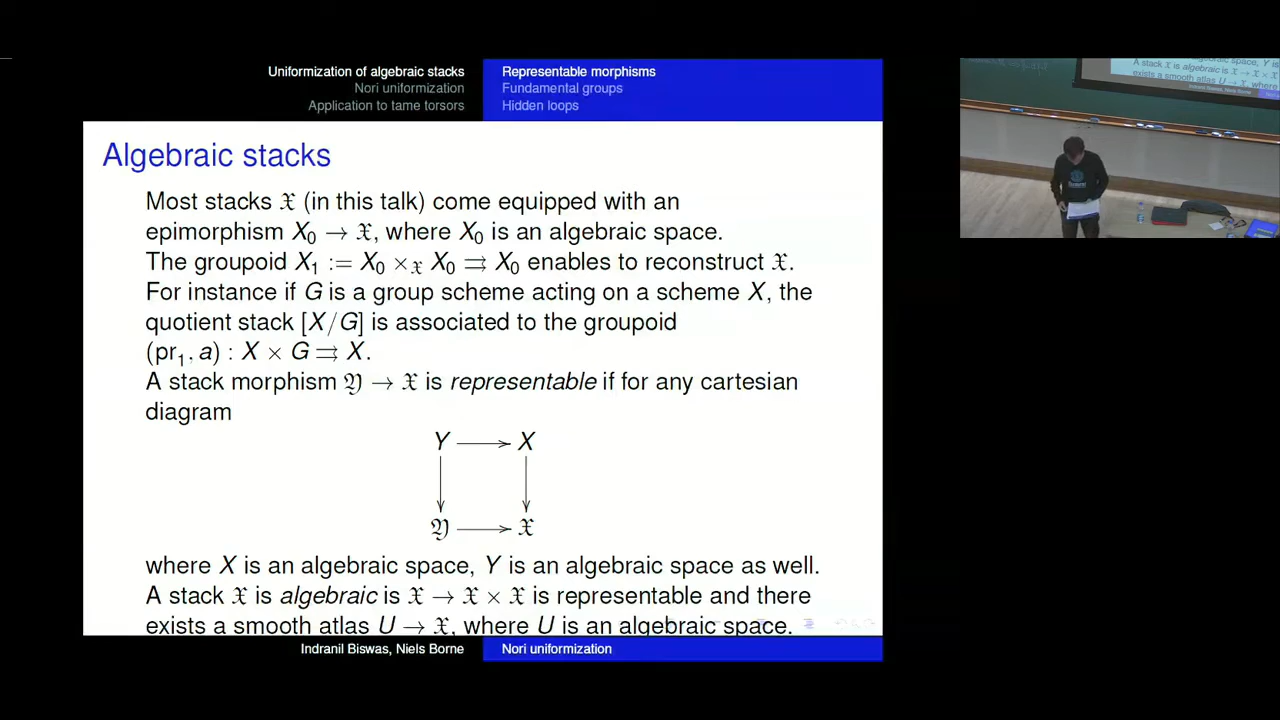 Uniformization of algebraic stacks
Nori uniformization
Application to tame torsors
Representable morphisms
Fundamental groups
Hidden loops
Algebraic stacks
Most stacks 𝔛 (in this talk) come equipped with an
epimorphism X₀ → 𝔛, where X₀ is an algebraic space.
The groupoid X₁ := X₀ ×_𝔛 X₀ ⇉ X₀ enables to reconstruct 𝔛.
For instance if G is a group scheme acting on a scheme X, the
quotient stack [X/G] is associated to the groupoid
(pr₁, a) : X × G ⇉ X.
A stack morphism 𝔜 → 𝔛 is representable if for any cartesian
diagram
Y → X
𝔜 → 𝔛
where X is an algebraic space, Y is an algebraic space as well.
A stack 𝔛 is algebraic is 𝔛 → 𝔛 × 𝔛 is representable and there
exists a smooth atlas U → 𝔛, where U is an algebraic space.
Indranil Biswas, Niels Borne
Nori uniformization